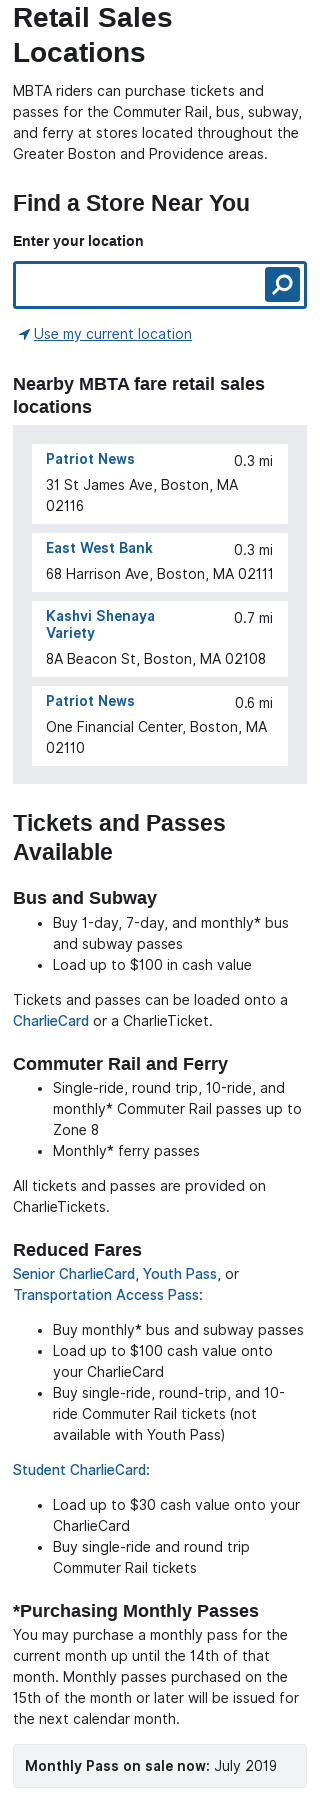 Retail Sales
Locations
MBTA riders can purchase tickets and
passes for the Commuter Rail, bus, subway,
and ferry at stores located throughout the
Greater Boston and Providence areas.
Find a Store Near You
Enter your location
Use my current location
Nearby MBTA fare retail sales
locations
Patriot News 0.3 mi
31 St James Ave, Boston, MA
02116
East West Bank 0.3 mi
68 Harrison Ave, Boston, MA 02111
Kashvi Shenaya 0.7 mi
Variety
8A Beacon St, Boston, MA 02108
Patriot News 0.6 mi
One Financial Center, Boston, MA
02110
Tickets and Passes
Available
Bus and Subway
• Buy 1-day, 7-day, and monthly* bus
and subway passes
• Load up to $100 in cash value
Tickets and passes can be loaded onto a
CharlieCard or a CharlieTicket.
Commuter Rail and Ferry
• Single-ride, round trip, 10-ride, and
monthly* Commuter Rail passes up to
Zone 8
• Monthly* ferry passes
All tickets and passes are provided on
CharlieTickets.
Reduced Fares
Senior CharlieCard, Youth Pass, or
Transportation Access Pass:
• Buy monthly* bus and subway passes
• Load up to $100 cash value onto
your CharlieCard
• Buy single-ride, round-trip, and 10-
ride Commuter Rail tickets (not
available with Youth Pass)
Student CharlieCard:
• Load up to $30 cash value onto your
CharlieCard
• Buy single-ride and round trip
Commuter Rail tickets
*Purchasing Monthly Passes
You may purchase a monthly pass for the
current month up until the 14th of that
month. Monthly passes purchased on the
15th of the month or later will be issued for
the next calendar month.
Monthly Pass on sale now: July 2019